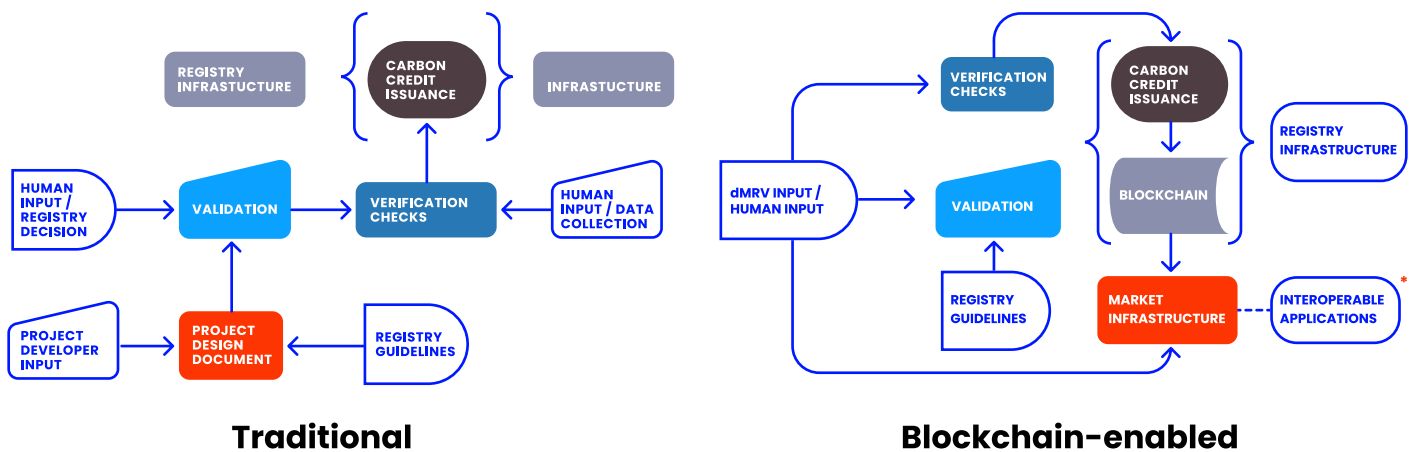 REGISTRY
INFRASTUCTURE
CARBON
CREDIT
ISSUANCE
INFRASTUCTURE
HUMAN
INPUT /
REGISTRY
DECISION
VALIDATION
VERIFICATION
CHECKS
HUMAN
INPUT / DATA
COLLECTION
PROJECT
DEVELOPER
INPUT
PROJECT
DESIGN
DOCUMENT
REGISTRY
GUIDELINES
Traditional
VERIFICATION
CHECKS
CARBON
CREDIT
ISSUANCE
REGISTRY
INFRASTRUCTURE
dMRV INPUT /
HUMAN INPUT
VALIDATION
BLOCKCHAIN
REGISTRY
GUIDELINES
MARKET
INFRASTRUCTURE
INTEROPERABLE
APPLICATIONS
*
Blockchain-enabled